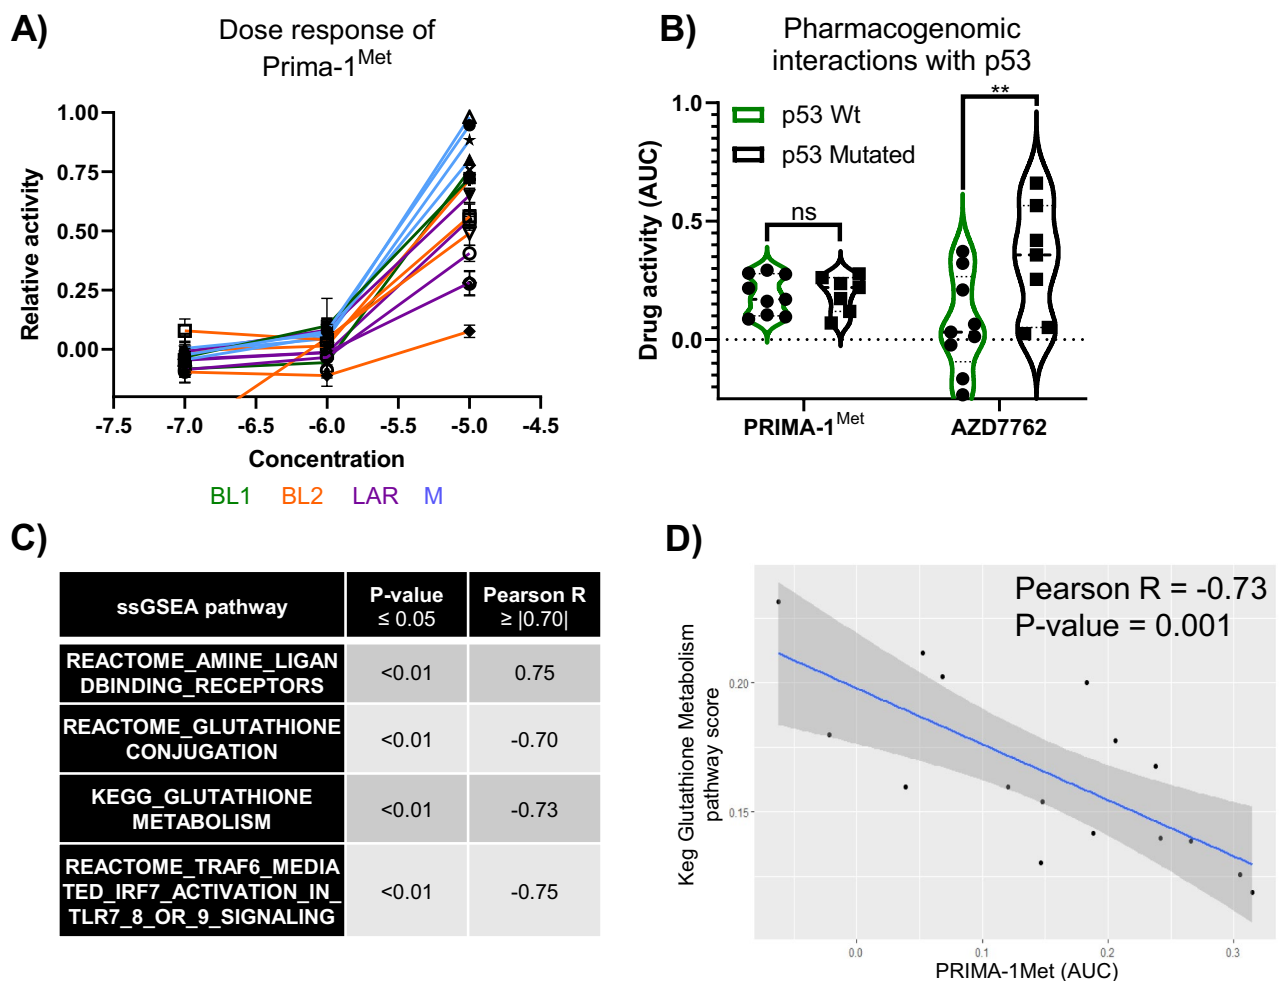 A)
Dose response of
Prima-1Met
Relative activity
1.00
0.75
0.50
0.25
0.00
-7.5 -7.0 -6.5 -6.0 -5.5 -5.0 -4.5
Concentration
BL1 BL2 LAR M
B)
Pharmacogenomic
interactions with p53
Drug activity (AUC)
1.0
0.5
0.0
p53 Wt
p53 Mutated
ns
**
PRIMA-1Met AZD7762
C)
ssGSEA pathway P-value Pearson R
≤ 0.05 ≥ |0.70|
REACTOME_AMINE_LIGAN
DBINDING_RECEPTORS
<0.01 0.75
REACTOME_GLUTATHIONE
CONJUGATION
<0.01 -0.70
KEGG_GLUTATHIONE
METABOLISM
<0.01 -0.73
REACTOME_TRAF6_MEDIA
TED_IRF7_ACTIVATION_IN_
TLR7_8_OR_9_SIGNALING
<0.01 -0.75
D)
Pearson R = -0.73
P-value = 0.001
Keg Glutathione Metabolism
pathway score
0.20
0.15
0.0 0.1 0.2 0.3
PRIMA-1Met (AUC)